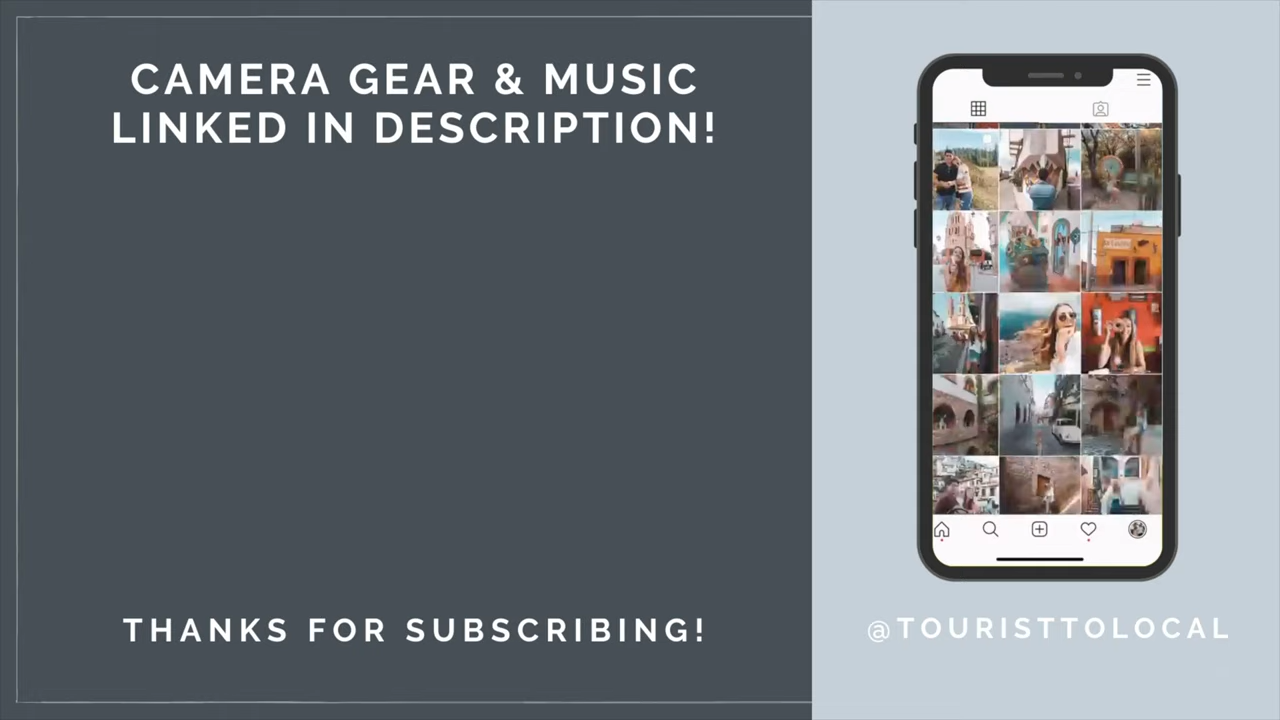 CAMERA GEAR & MUSIC
LINKED IN DESCRIPTION!
THANKS FOR SUBSCRIBING!
@TOURISTTOLOCAL